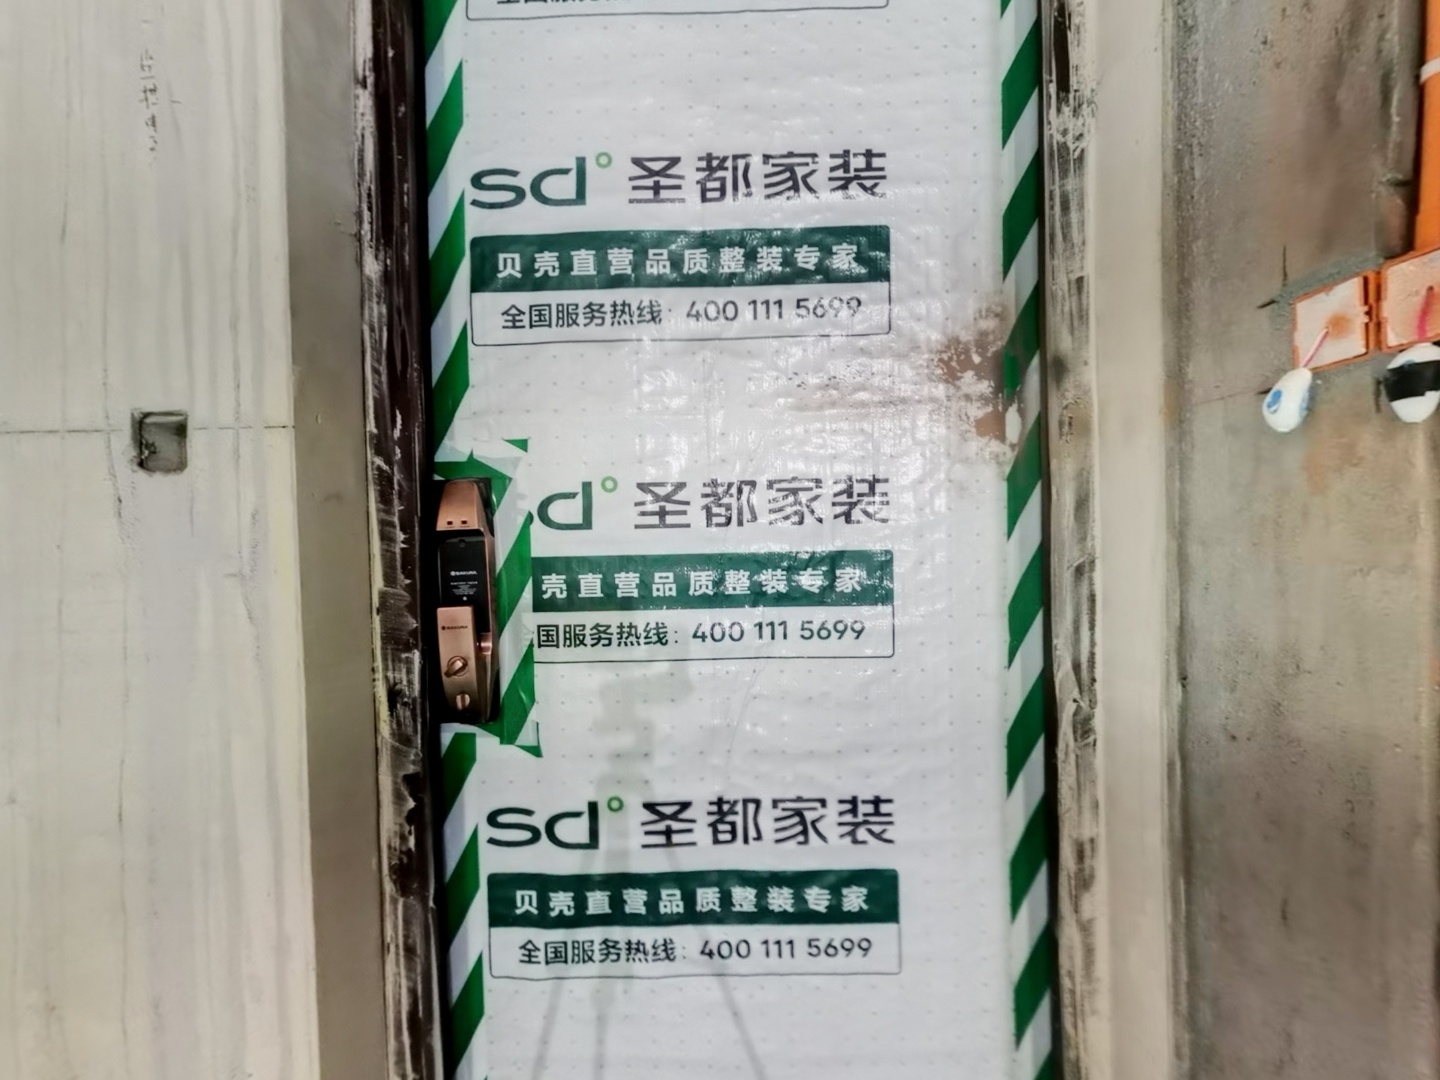 sd 圣都家装
贝壳直营品质整装专家
全国服务热线: 400 111 5699
sd 圣都家装
壳直营品质整装专家
国服务热线: 400 111 5699
SAKURA
SAKURA
sd 圣都家装
贝壳直营品质整装专家
全国服务热线: 400 111 5699